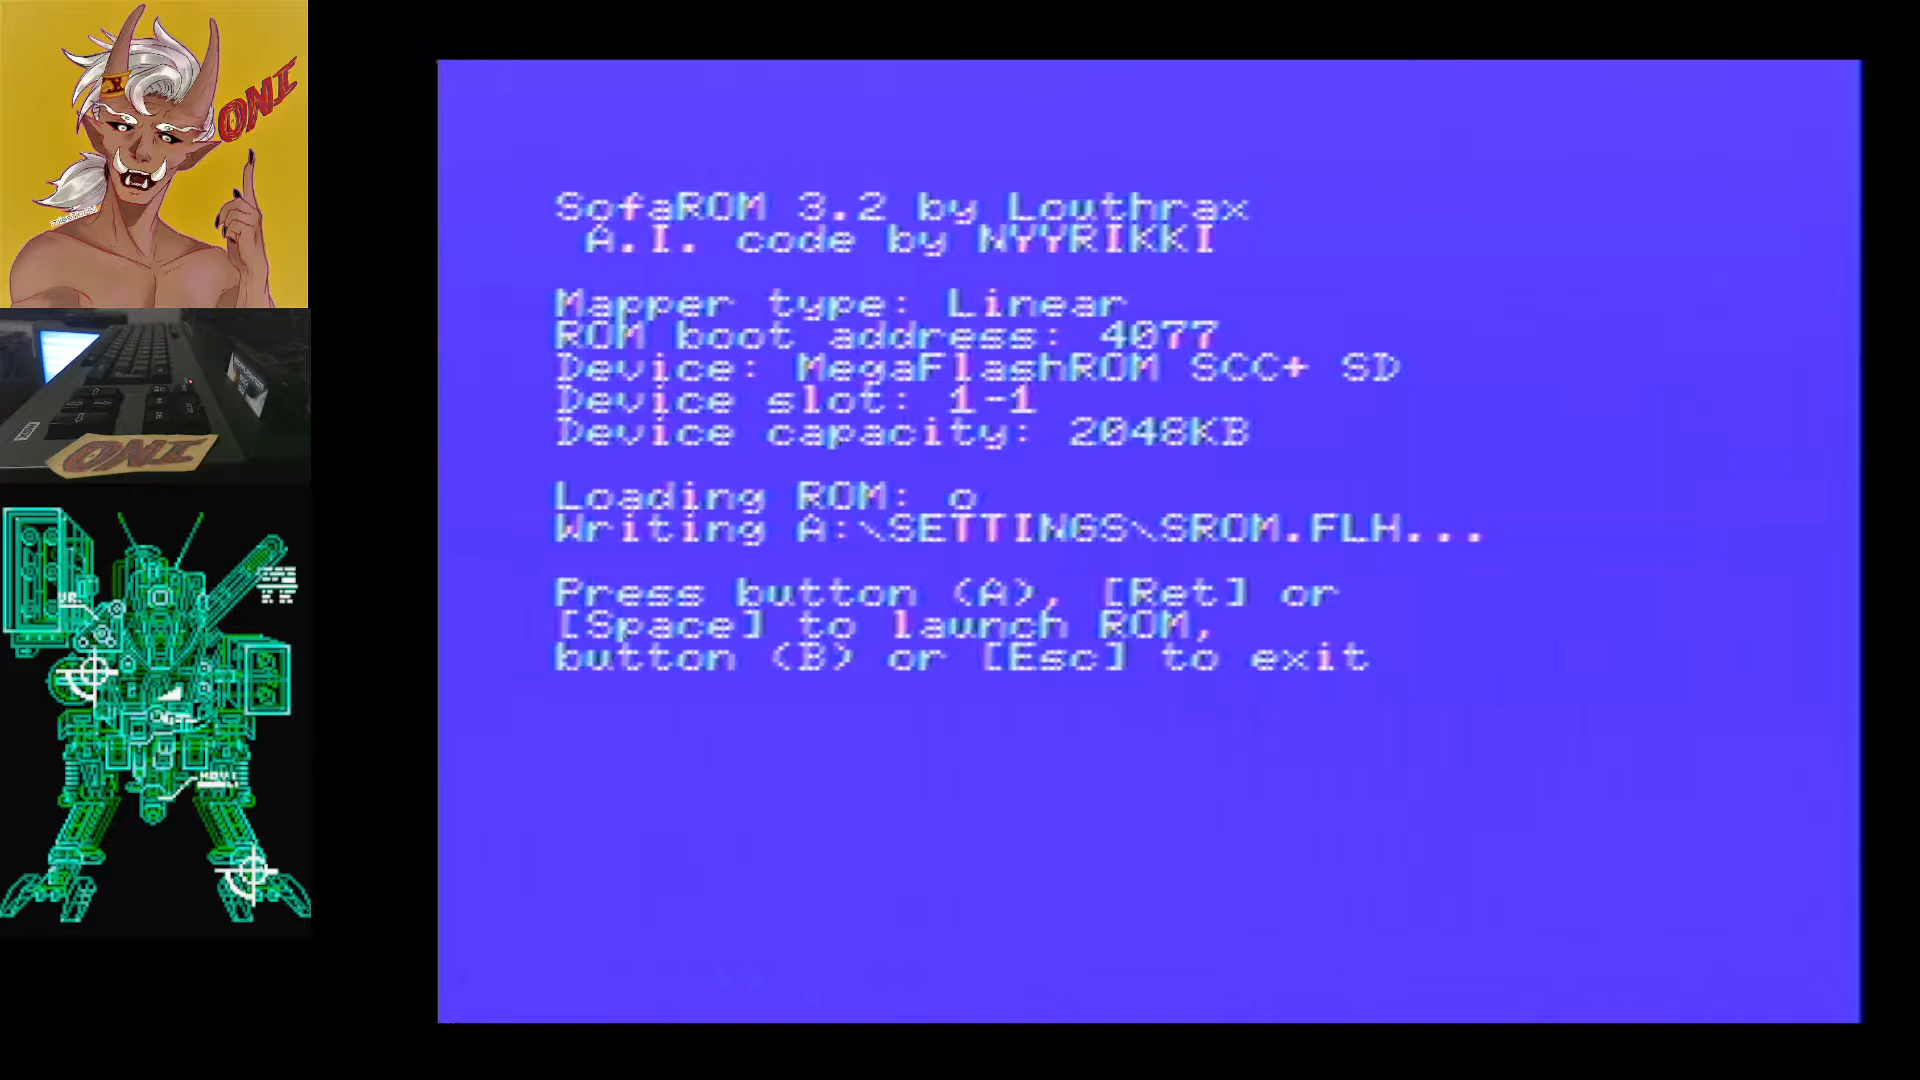 ONI
SofaROM 3.2 by Louthrax
A.I. code by NYYRIKKI
Mapper type: Linear
ROM boot address: 4077
Device: MegaFlashROM SCC+ SD
Device slot: 1-1
Device capacity: 2048KB
Loading ROM: o
Writing A:\SETTINGS\SROM.FLH...
Press button (A), [Ret] or
[Space] to launch ROM,
button (B) or [Esc] to exit
ONI